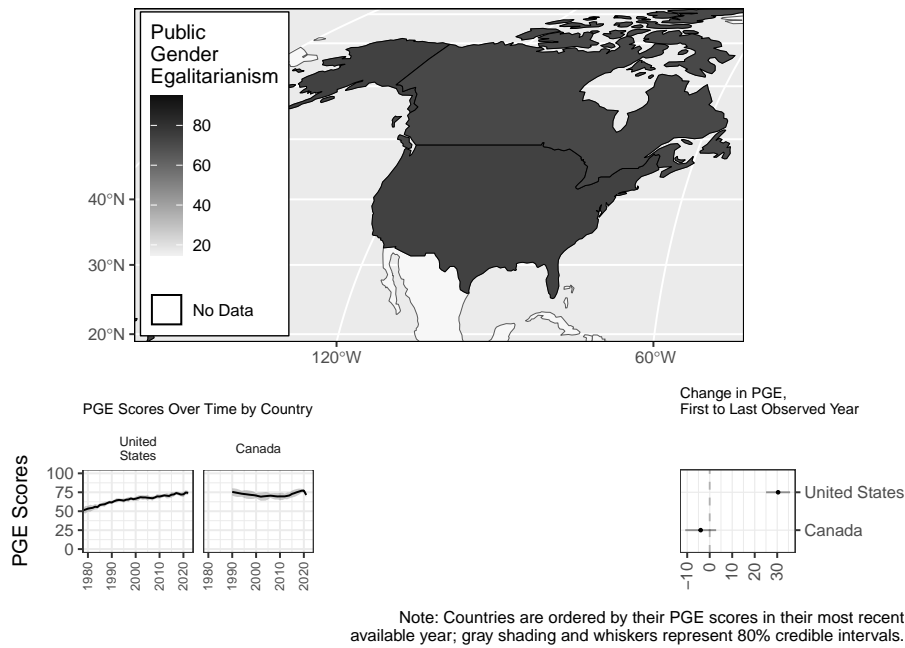 Public
Gender
Egalitarianism
80
60
40
20
No Data
40°N
30°N
20°N
120°W
60°W
PGE Scores Over Time by Country
Change in PGE,
First to Last Observed Year
United
States
Canada
PGE Scores
100
75
50
25
0
1980
1990
2000
2010
2020
1980
1990
2000
2010
2020
United States
Canada
−10
0
10
20
30
Note: Countries are ordered by their PGE scores in their most recent
available year; gray shading and whiskers represent 80% credible intervals.